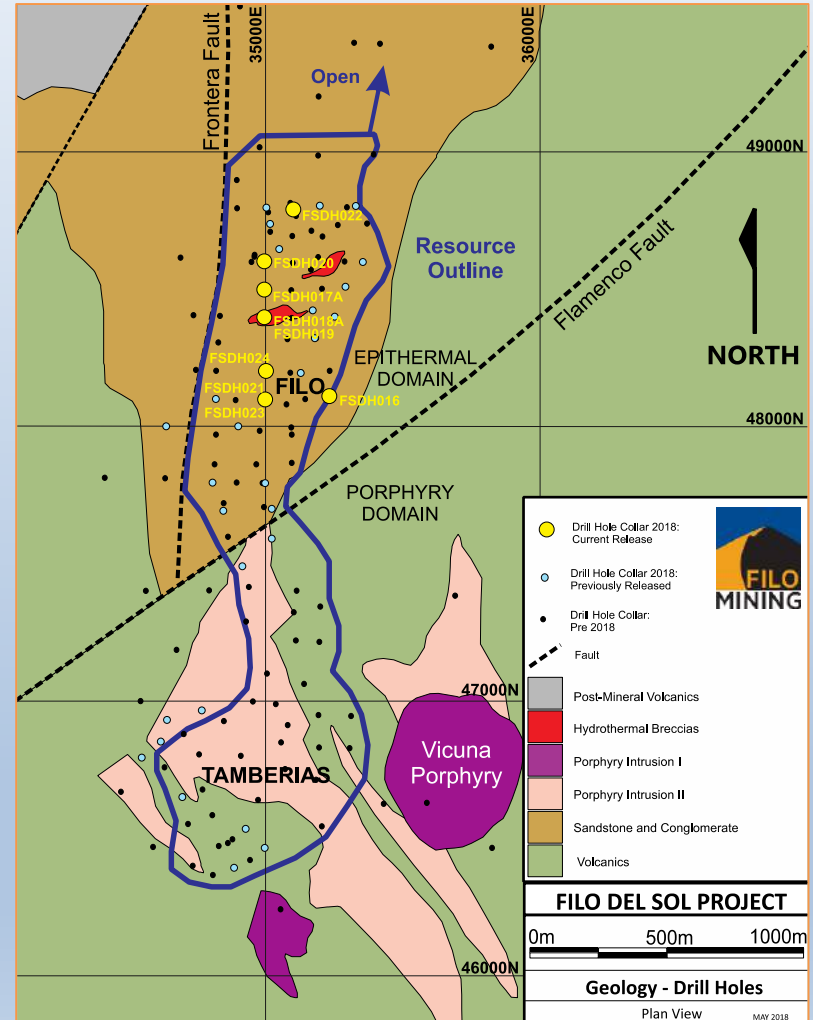 35000E
36000E
Frontera Fault
Open
49000N
FSDH022
Resource
Outline
FSDH020
Flamenco Fault
FSDH017A
FSDH018A
FSDH019
NORTH
EPITHERMAL
DOMAIN
FSDH024
FSDH021
FILO
FSDH016
FSDH023
48000N
PORPHYRY
DOMAIN
Drill Hole Collar 2018:
Current Release
Drill Hole Collar 2018:
Previously Released
Drill Hole Collar:
Pre 2018
Fault
FILO
MINING
Post-Mineral Volcanics
Hydrothermal Breccias
Porphyry Intrusion I
Porphyry Intrusion II
Sandstone and Conglomerate
Volcanics
47000N
Vicuna
Porphyry
TAMBERIAS
46000N
FILO DEL SOL PROJECT
0m 500m 1000m
Geology - Drill Holes
Plan View MAY 2018